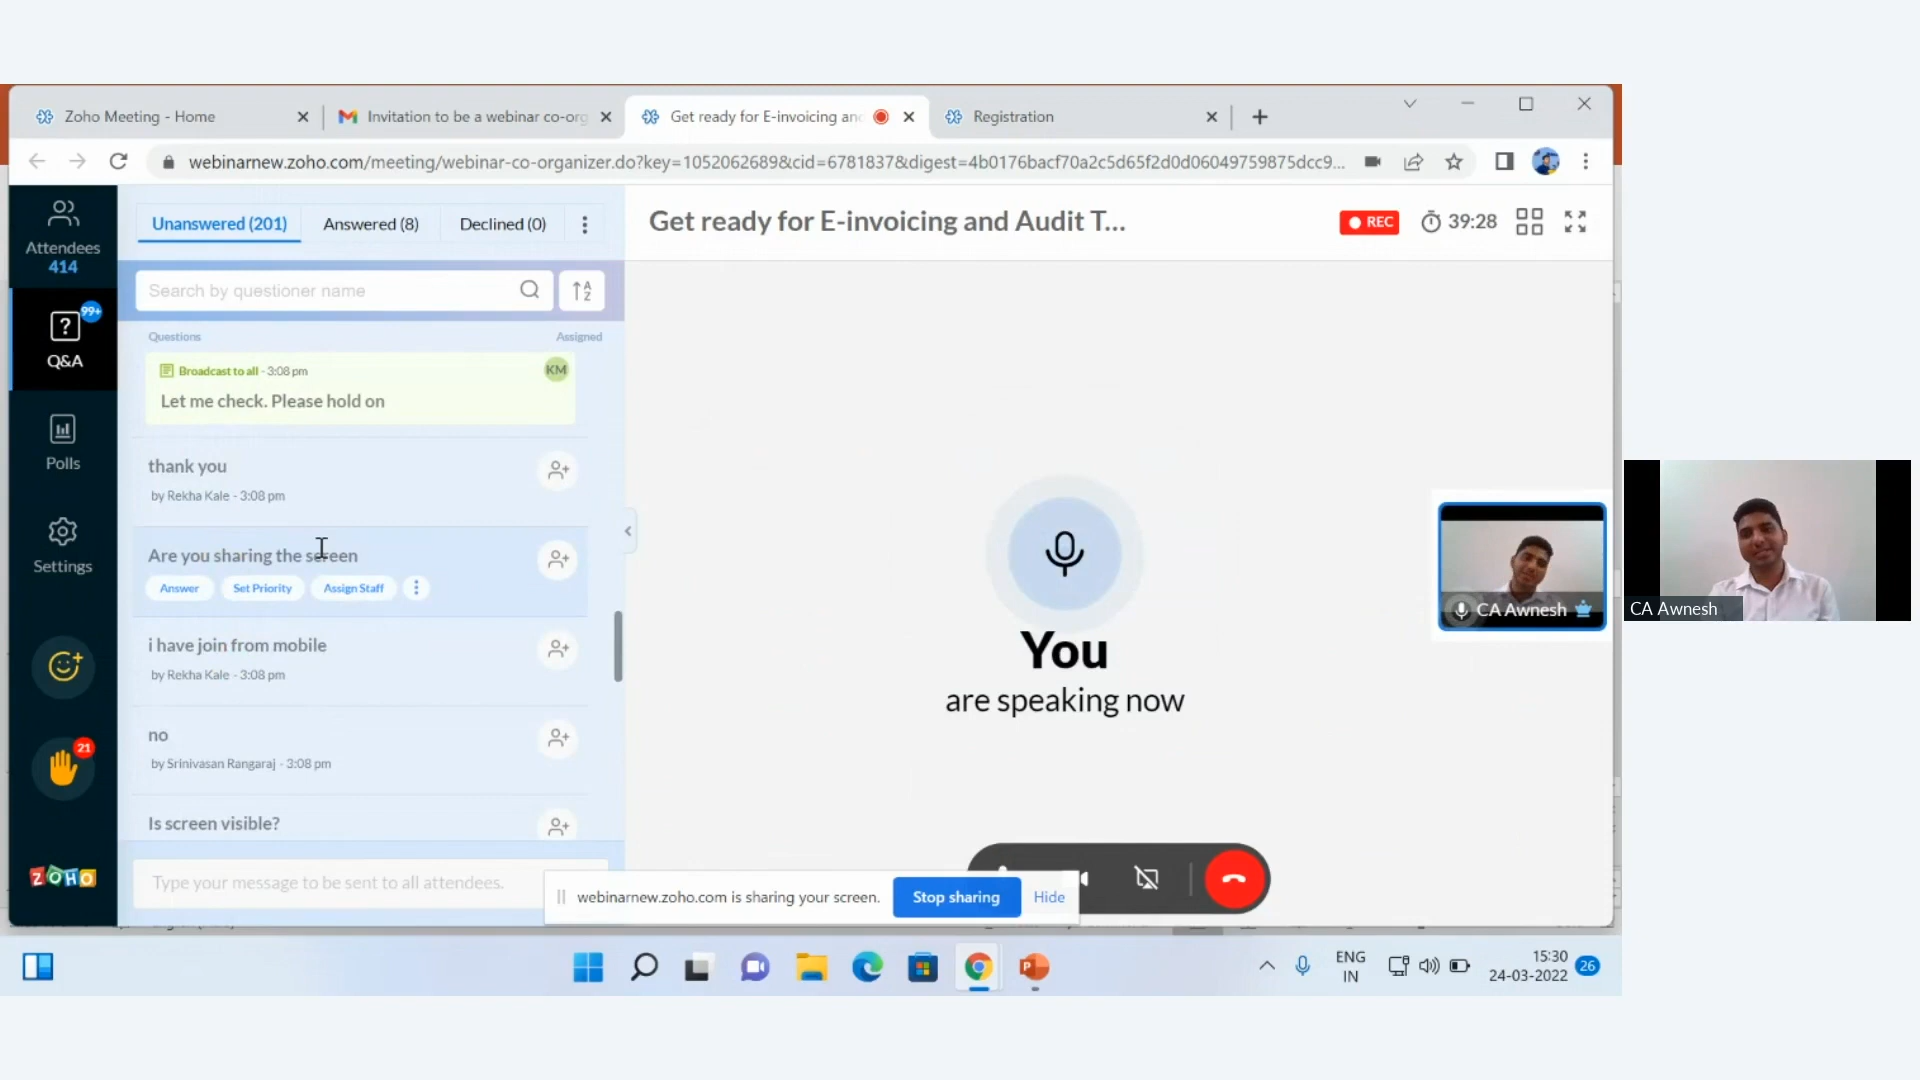 Zoho Meeting - Home
Invitation to be a webinar co-org
Get ready for E-invoicing an
Registration
webinarnew.zoho.com/meeting/webinar-co-organizer.do?key=1052062689&cid=6781837&digest=4b0176bacf70a2c5d65f2d0d06049759875dcc9...
Attendees
414
99+
Q&A
Polls
Settings
21
ZOHO
Unanswered (201)
Answered (8)
Declined (0)
Search by questioner name
A
Z
Questions
Assigned
Broadcast to all - 3:08 pm
KM
Let me check. Please hold on
thank you
by Rekha Kale - 3:08 pm
Are you sharing the screen
Answer
Set Priority
Assign Staff
i have join from mobile
by Rekha Kale - 3:08 pm
no
by Srinivasan Rangaraj - 3:08 pm
Is screen visible?
Type your message to be sent to all attendees.
Get ready for E-invoicing and Audit T...
REC
39:28
You
are speaking now
CA Awnesh
CA Awnesh
webinarnew.zoho.com is sharing your screen.
Stop sharing
Hide
ENG
IN
15:30
24-03-2022
26